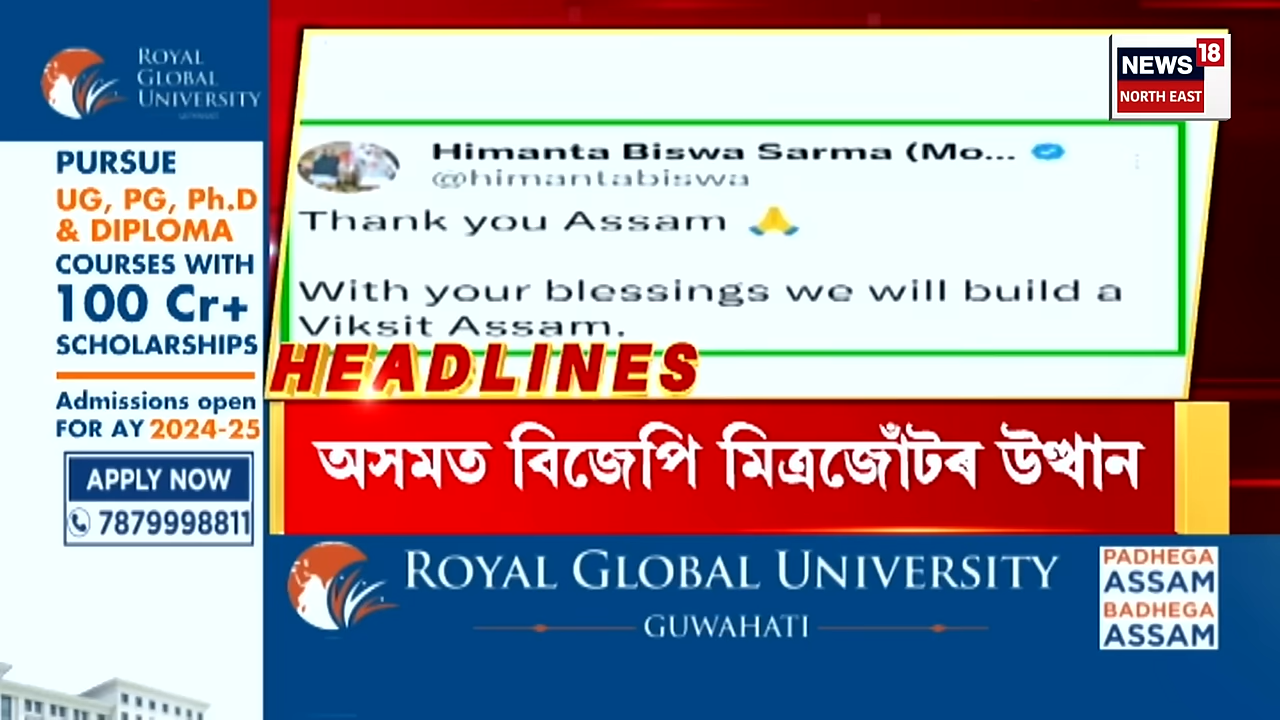 ROYAL
GLOBAL
UNIVERSITY
PURSUE
UG, PG, Ph.D
& DIPLOMA
COURSES WITH
100 Cr+
SCHOLARSHIPS
Admissions open
FOR AY 2024-25
APPLY NOW
7879998811
NEWS 18
NORTH EAST
Himanta Biswa Sarma (Mo...
@himantabiswa
Thank you Assam 🙏
With your blessings we will build a
Viksit Assam.
HEADLINES
অসমত বিজেপি মিত্ৰজোঁটৰ উত্থান
ROYAL GLOBAL UNIVERSITY
GUWAHATI
PADHEGA
ASSAM
BADHEGA
ASSAM